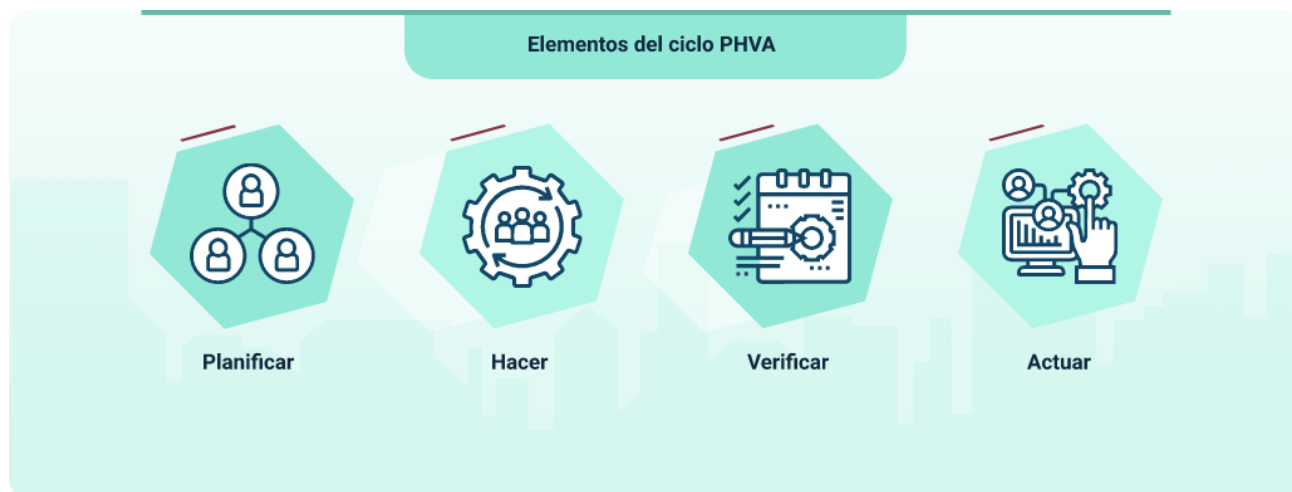 Elementos del ciclo PHVA
Planificar
Hacer
Verificar
Actuar